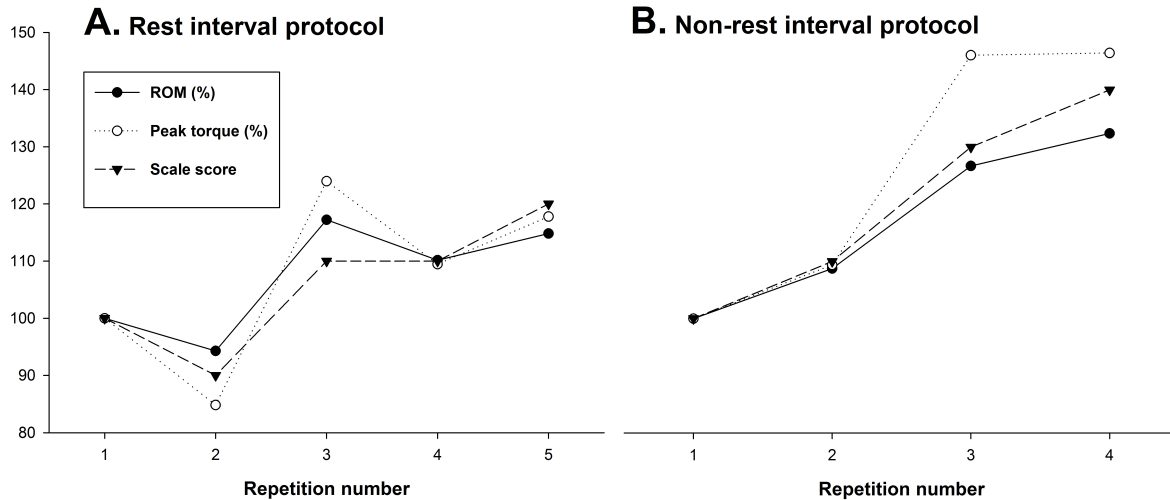 A. Rest interval protocol
B. Non-rest interval protocol
150
140
130
120
110
100
90
80
ROM (%)
Peak torque (%)
Scale score
1 2 3 4 5
1 2 3 4
Repetition number
Repetition number